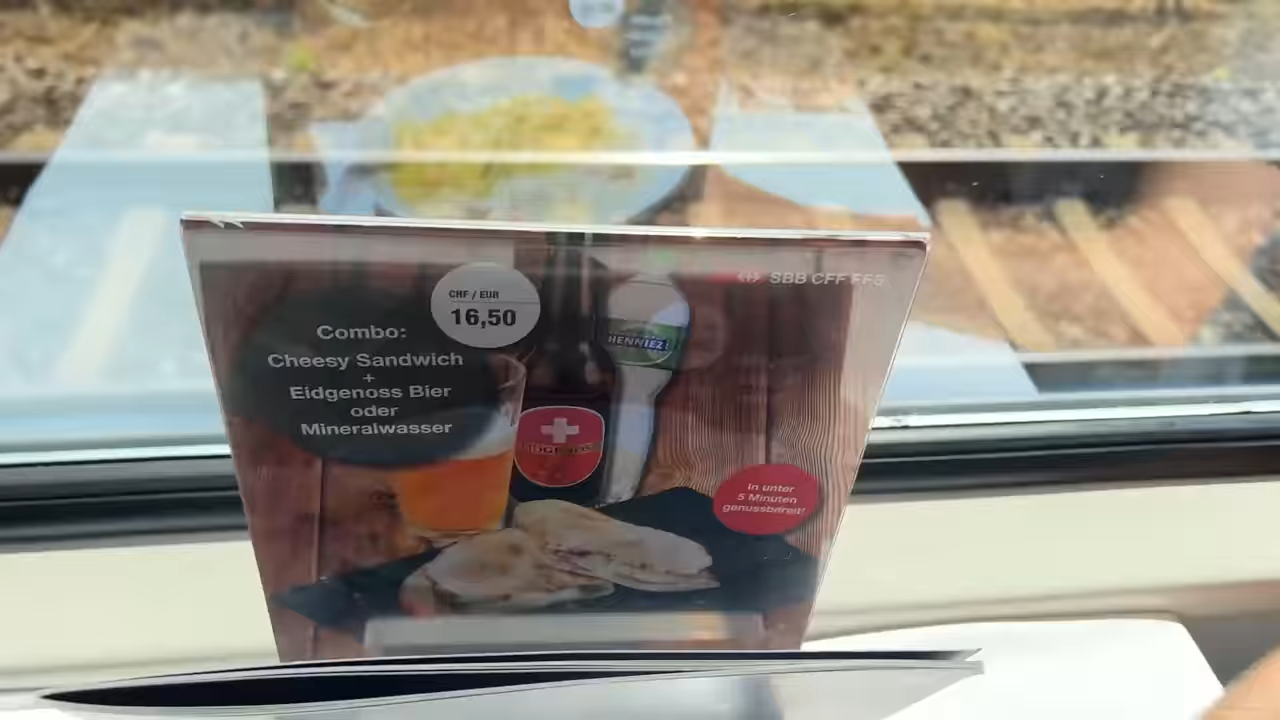 SBB CFF FFS
CHF / EUR
16,50
Combo:
Cheesy Sandwich
+
Eidgenoss Bier
oder
Mineralwasser
HENNIEZ
In unter
5 Minuten
genussbereit!